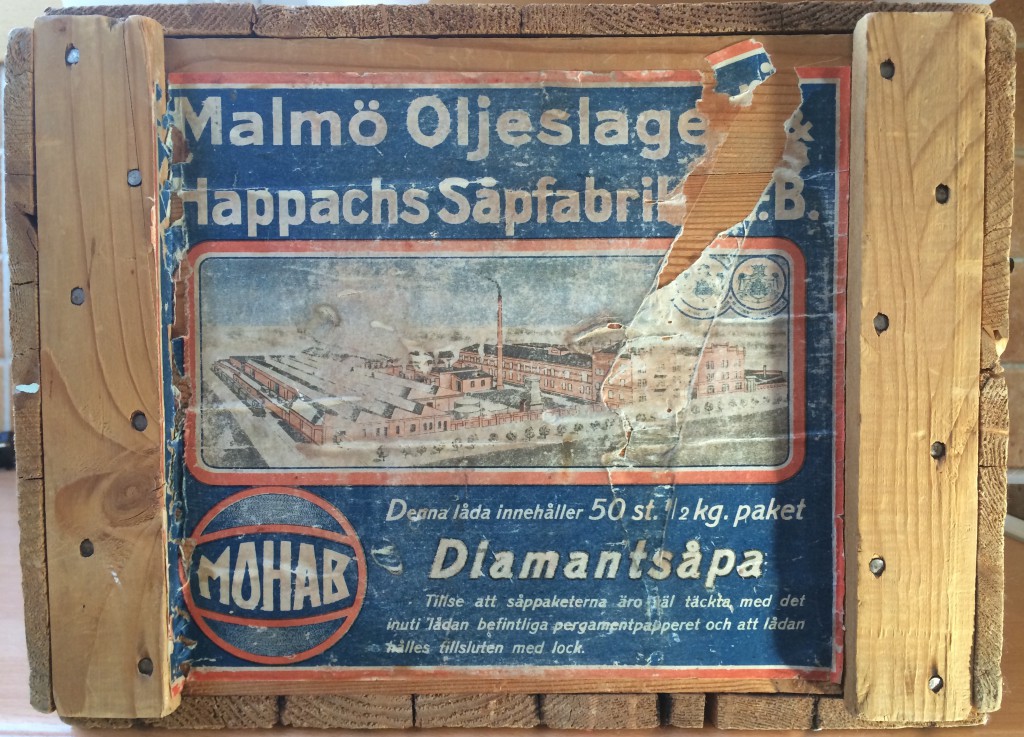 Malmö Oljeslage &
Happachs Såpfabrik .B.
MOHAB
Denna låda innehåller 50 st. 1/2 kg. paket
Diamantsåpa
Tillse att såppaketerna äro väl täckta med det
inuti lådan befintliga pergamentpapperet och att lådan
hålles tillsluten med lock.